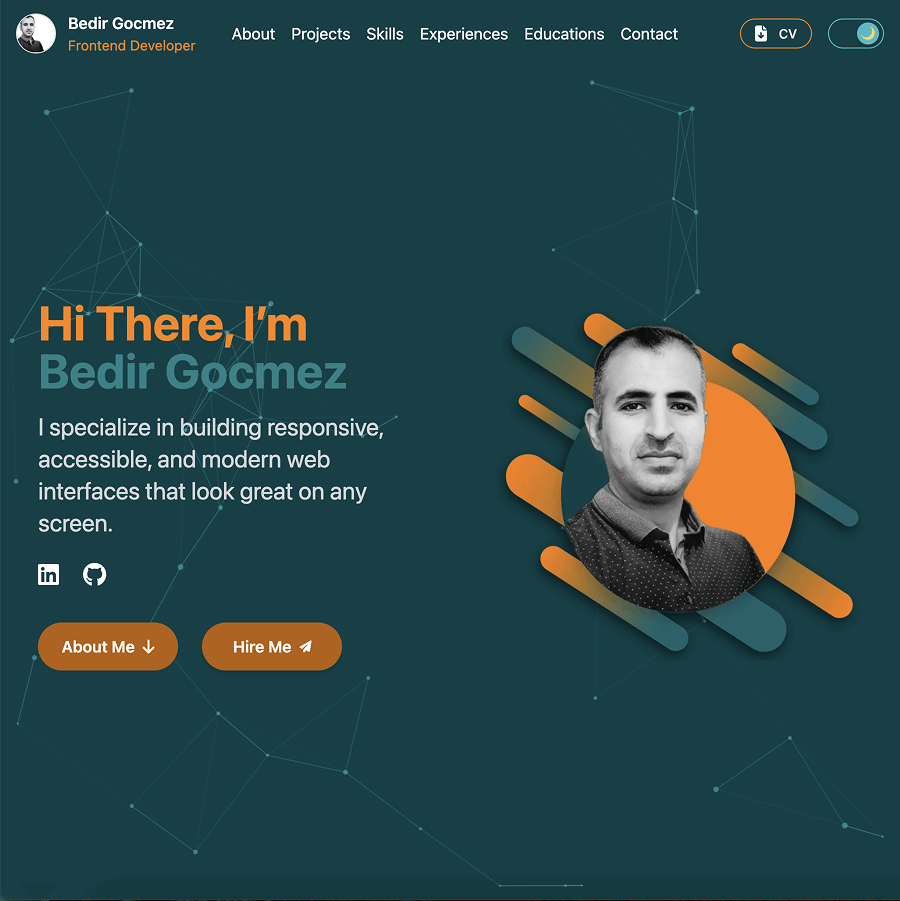 Bedir Gocmez
Frontend Developer
About Projects Skills Experiences Educations Contact
CV
Hi There, I’m
Bedir Gocmez
I specialize in building responsive,
accessible, and modern web
interfaces that look great on any
screen.
in
About Me
Hire Me